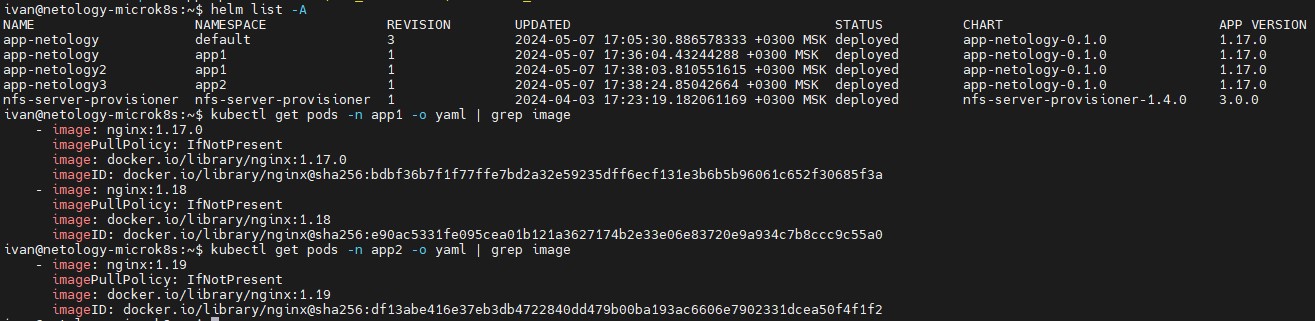 ivan@netology-microk8s:~$ helm list -A
NAME NAMESPACE REVISION UPDATED STATUS CHART APP VERSION
app-netology default 3 2024-05-07 17:05:30.886578333 +0300 MSK deployed app-netology-0.1.0 1.17.0
app-netology app1 1 2024-05-07 17:36:04.43244288 +0300 MSK deployed app-netology-0.1.0 1.17.0
app-netology2 app1 1 2024-05-07 17:38:03.810551615 +0300 MSK deployed app-netology-0.1.0 1.17.0
app-netology3 app2 1 2024-05-07 17:38:24.85042664 +0300 MSK deployed app-netology-0.1.0 1.17.0
nfs-server-provisioner nfs-server-provisioner 1 2024-04-03 17:23:19.182061169 +0300 MSK deployed nfs-server-provisioner-1.4.0 3.0.0
ivan@netology-microk8s:~$ kubectl get pods -n app1 -o yaml | grep image
- image: nginx:1.17.0
imagePullPolicy: IfNotPresent
image: docker.io/library/nginx:1.17.0
imageID: docker.io/library/nginx@sha256:bdbf36b7f1f77ffe7bd2a32e59235dff6ecf131e3b6b5b96061c652f30685f3a
- image: nginx:1.18
imagePullPolicy: IfNotPresent
image: docker.io/library/nginx:1.18
imageID: docker.io/library/nginx@sha256:e90ac5331fe095cea01b121a3627174b2e33e06e83720e9a934c7b8ccc9c55a0
ivan@netology-microk8s:~$ kubectl get pods -n app2 -o yaml | grep image
- image: nginx:1.19
imagePullPolicy: IfNotPresent
image: docker.io/library/nginx:1.19
imageID: docker.io/library/nginx@sha256:df13abe416e37eb3db4722840dd479b00ba193ac6606e7902331dcea50f4f1f2